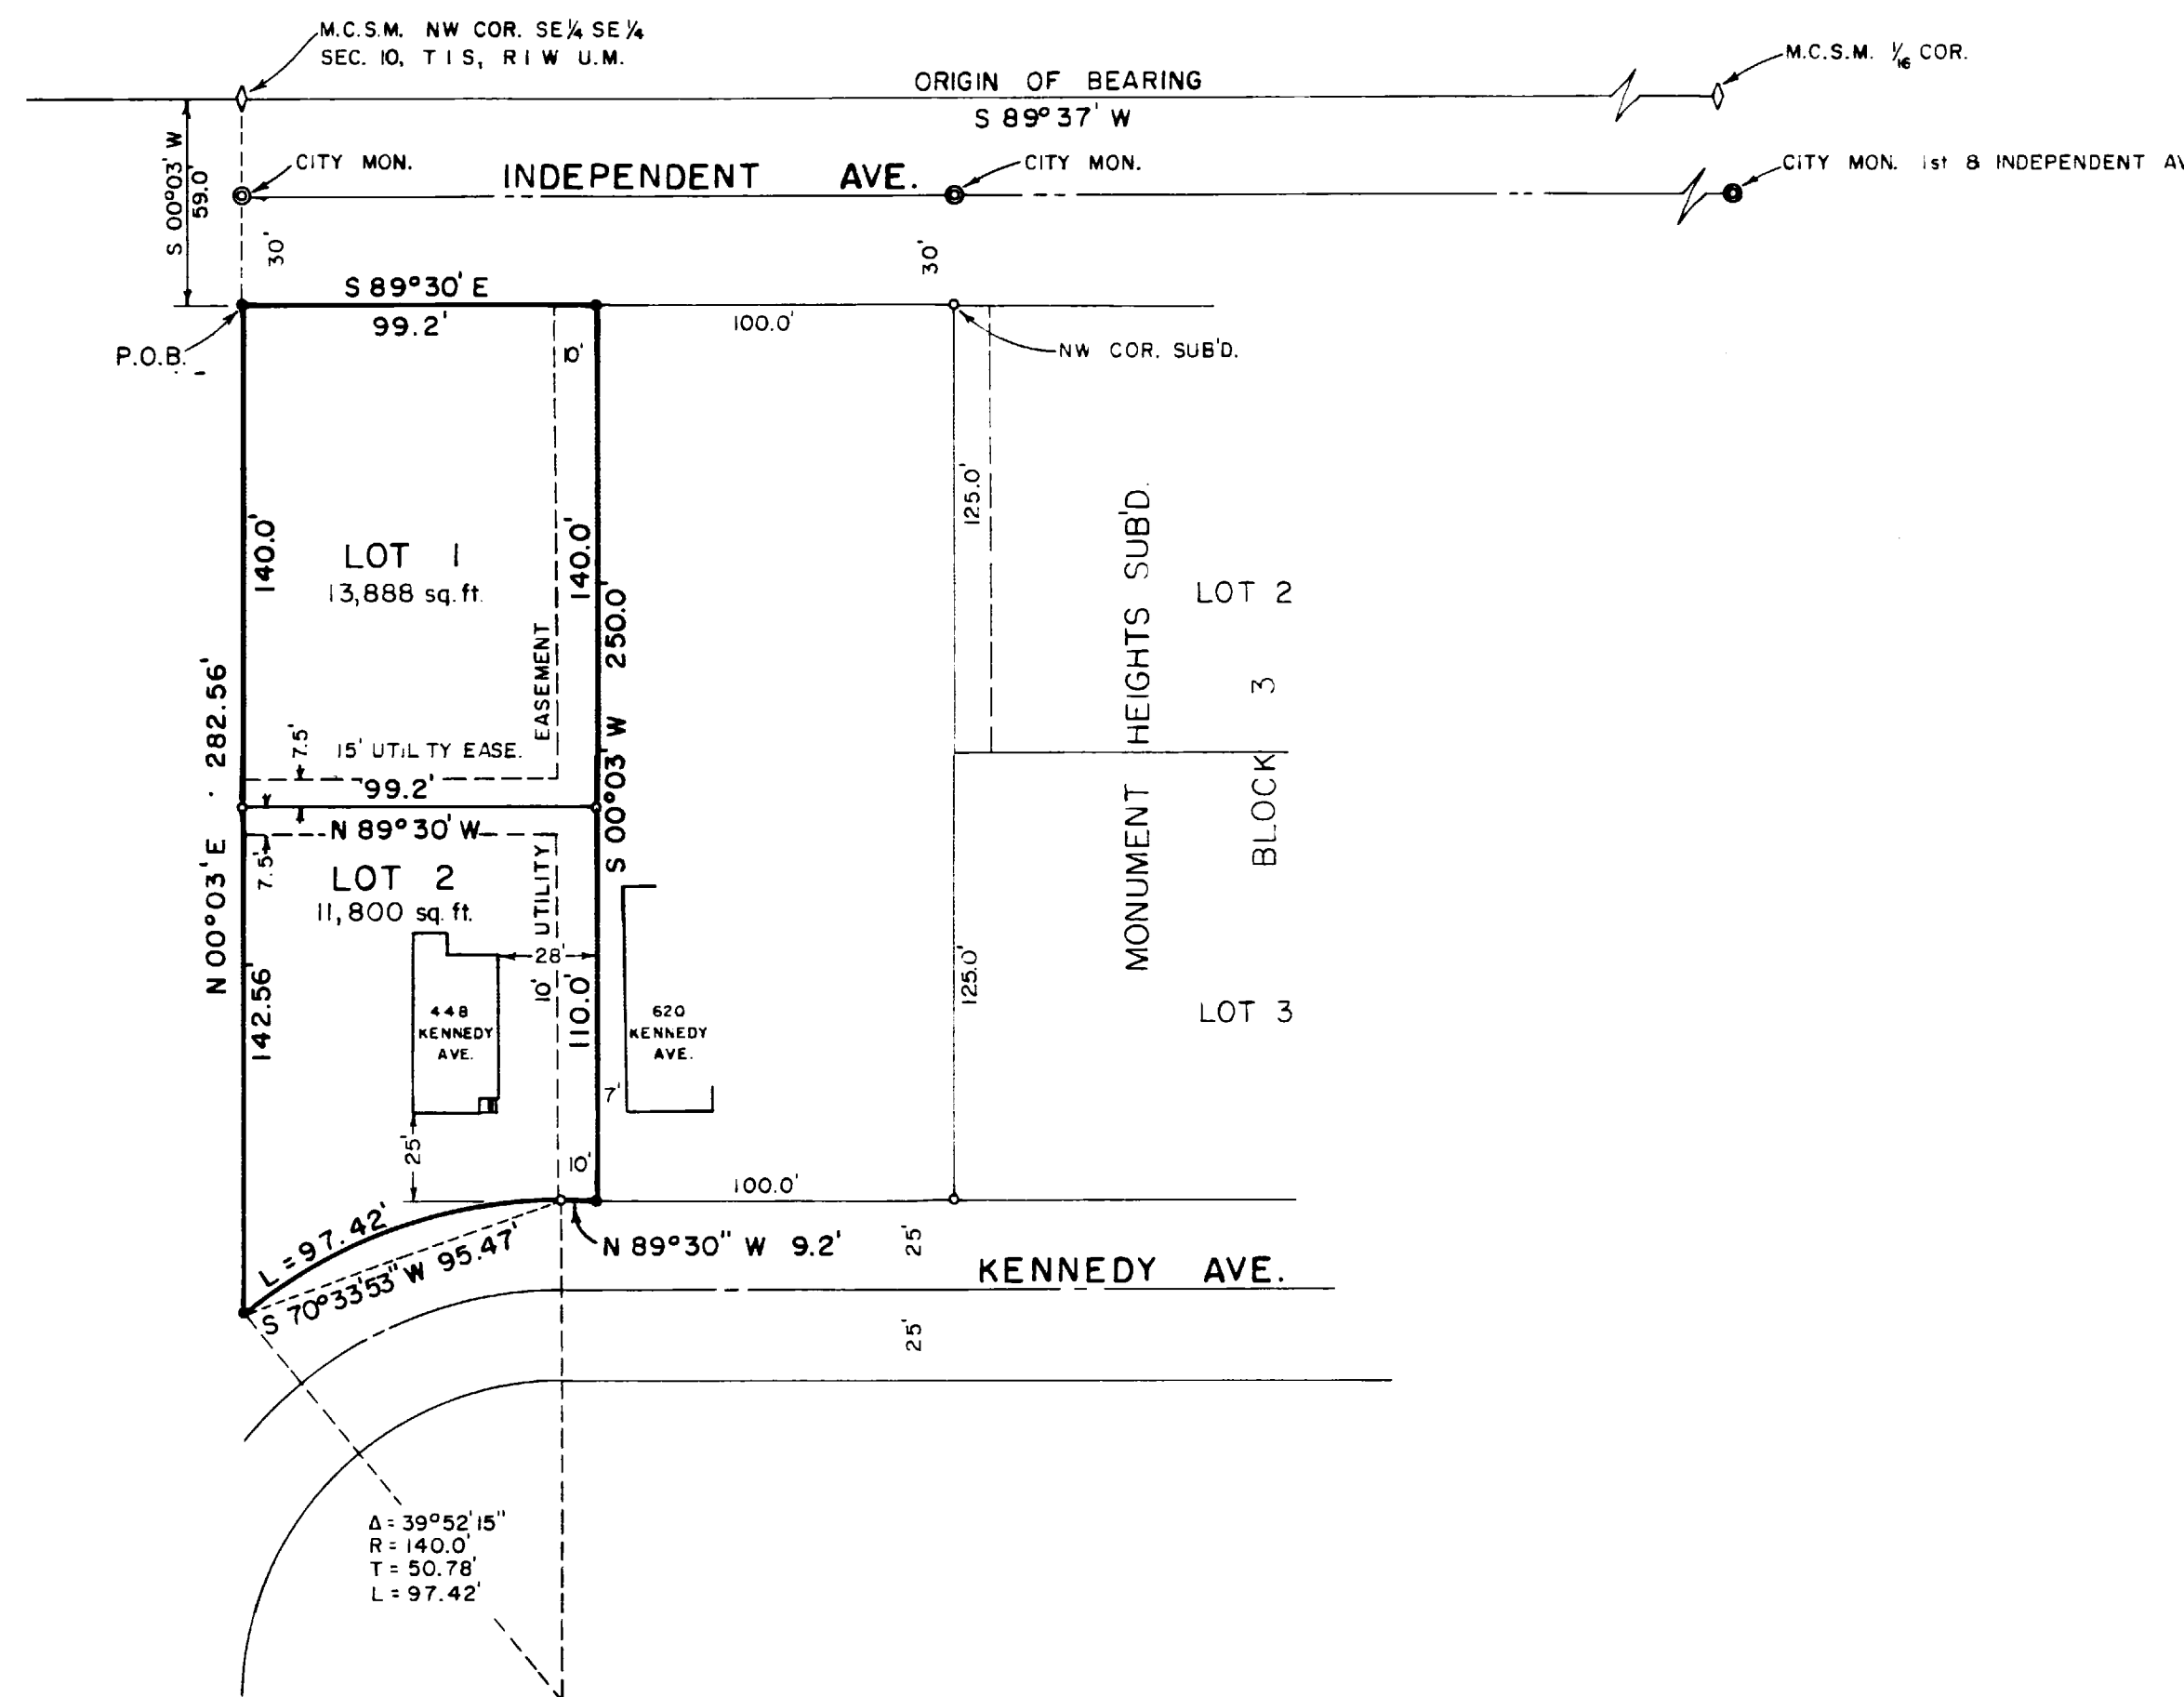 M.C.S.M. NW COR. SE 1/4 SE 1/4
SEC. 10, T 1 S, R 1 W U.M.
M.C.S.M. 1/16 COR.
ORIGIN OF BEARING
S 89° 37' W
CITY MON.
INDEPENDENT AVE.
CITY MON.
CITY MON. 1st & INDEPENDENT AV
S 00° 03' W
59.0'
30'
30'
S 89° 30' E
99.2'
100.0'
P.O.B.
10'
NW COR. SUB'D.
140.0'
LOT 1
13,888 sq. ft.
140.0'
250.0'
S 00° 03' W
EASEMENT
125.0'
MONUMENT HEIGHTS SUB'D.
LOT 2
BLOCK 3
282.56'
N 00° 03' E
7.5'
15' UTILITY EASE.
99.2'
N 89° 30' W
7.5'
LOT 2
11,800 sq. ft.
UTILITY
28'
10'
110.0'
142.56'
448
KENNEDY
AVE.
620
KENNEDY
AVE.
125.0'
LOT 3
7'
25'
10'
100.0'
L = 97.42'
S 70° 33' 53" W 95.47'
N 89° 30" W 9.2'
25'
KENNEDY AVE.
25'
Δ = 39° 52' 15"
R = 140.0'
T = 50.78'
L = 97.42'